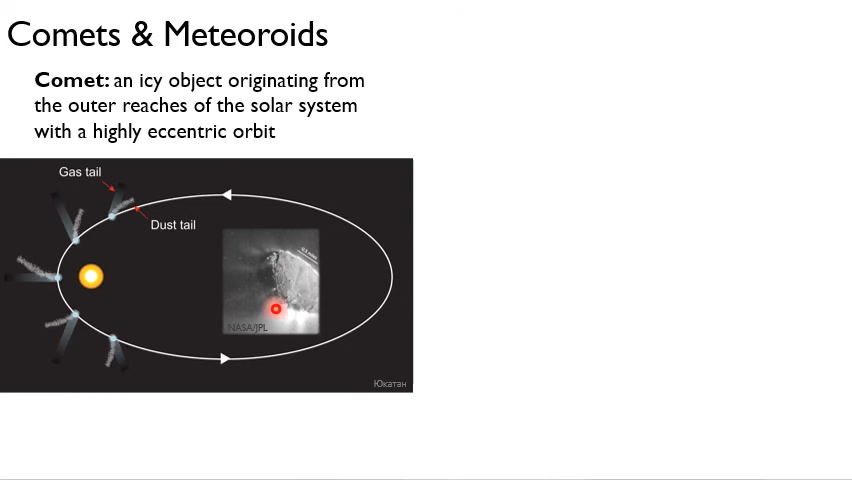 Comets & Meteoroids
Comet: an icy object originating from
the outer reaches of the solar system
with a highly eccentric orbit
Gas tail
Dust tail
NASA/JPL
Юкатан